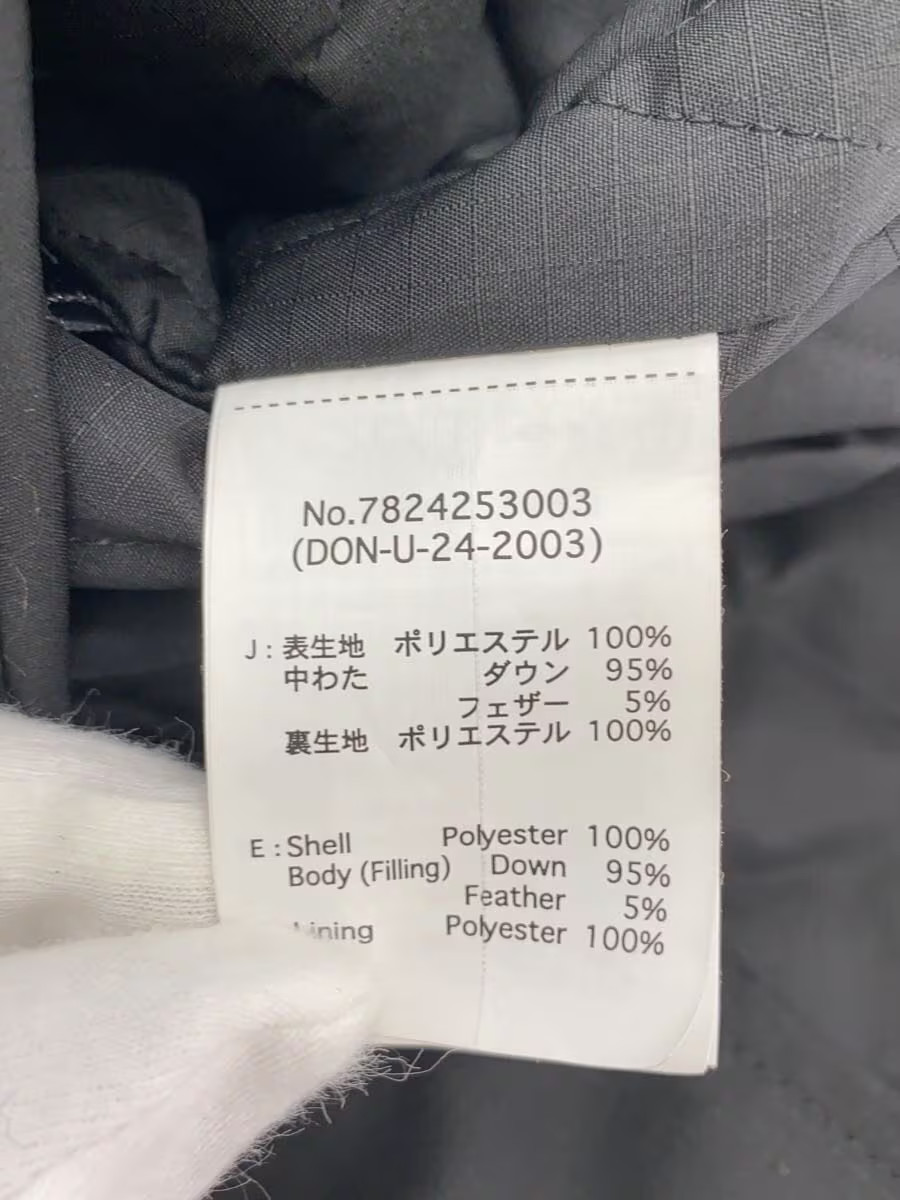 No.7824253003
(DON-U-24-2003)
J : 表生地 ポリエステル 100%
中わた ダウン 95%
フェザー 5%
裏生地 ポリエステル 100%
E : Shell Polyester 100%
Body (Filling) Down 95%
Feather 5%
Lining Polyester 100%